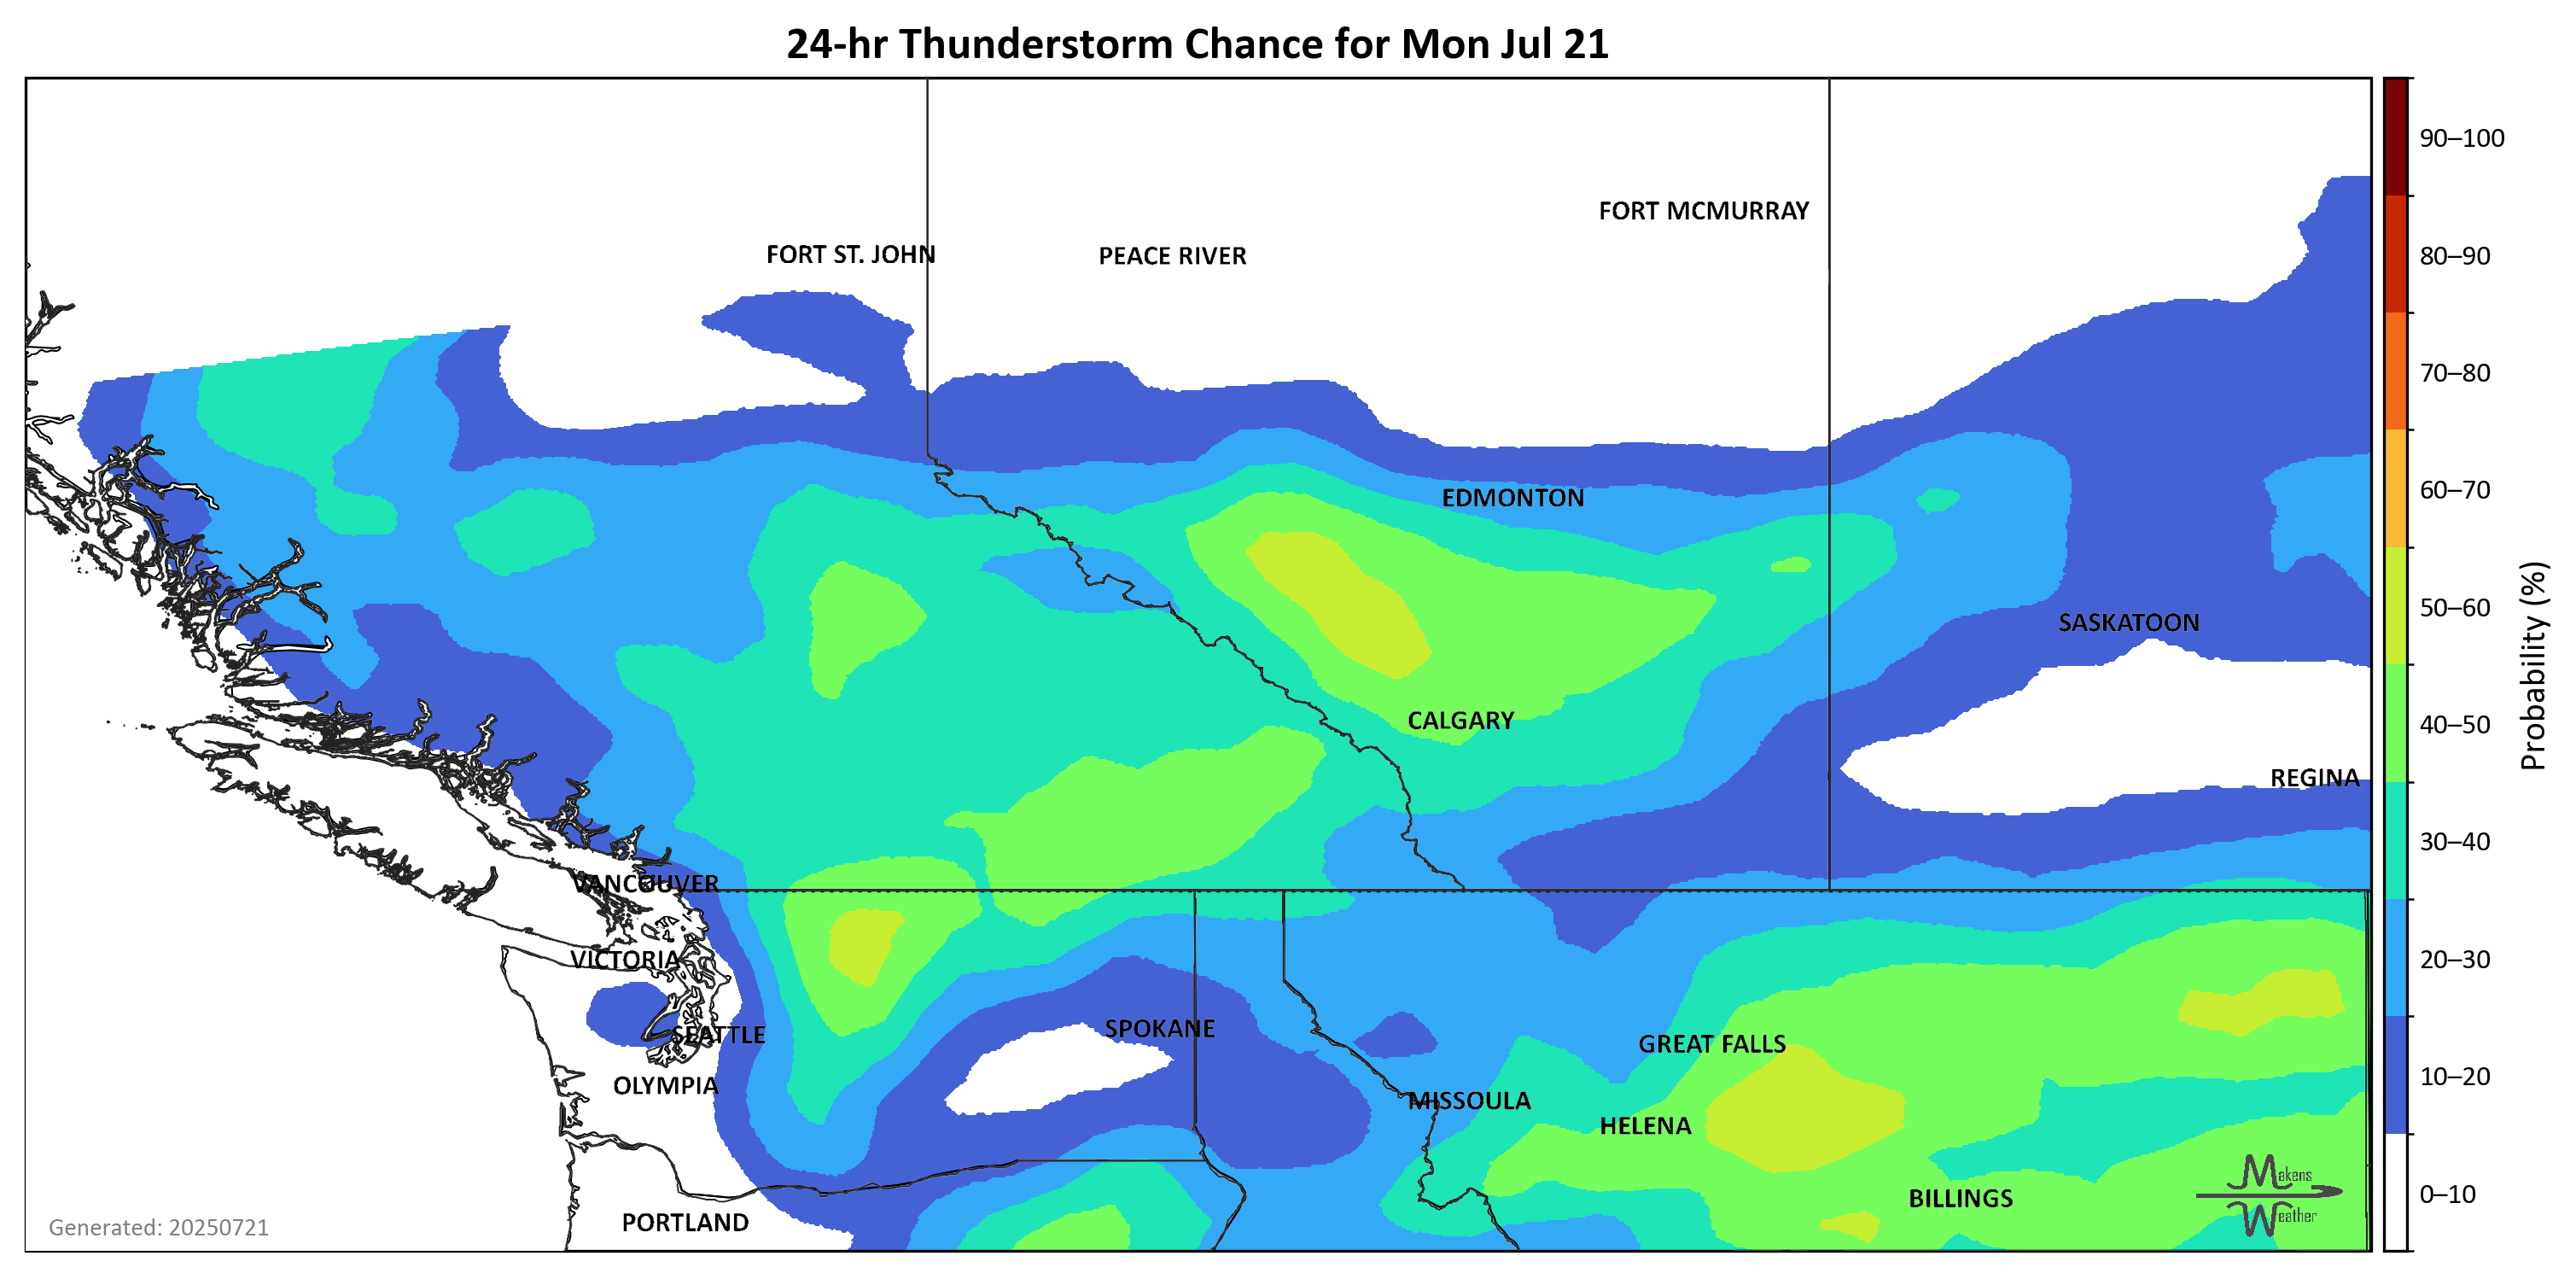 24-hr Thunderstorm Chance for Mon Jul 21
90–100
FORT MCMURRAY
FORT ST. JOHN
PEACE RIVER
80–90
70–80
EDMONTON
60–70
SASKATOON
50–60
Probability (%)
CALGARY
40–50
REGINA
30–40
VANCOUVER
VICTORIA
20–30
SEATTLE
SPOKANE
GREAT FALLS
OLYMPIA
MISSOULA
10–20
HELENA
Makens
Weather
0–10
BILLINGS
PORTLAND
Generated: 20250721